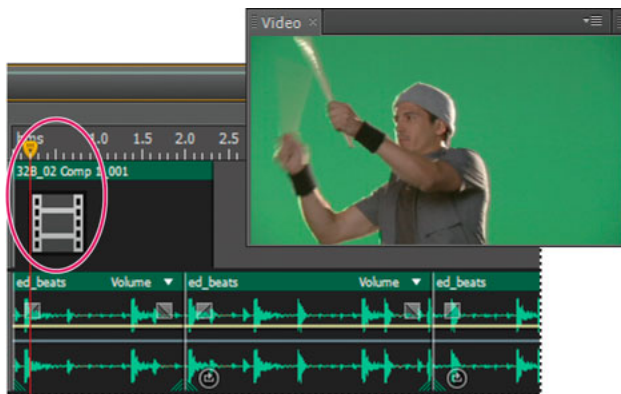 Video ×
hms 1.0 1.5 2.0 2.5
32B_02 Comp 1_001
ed_beats Volume ed_beats Volume ed_beats